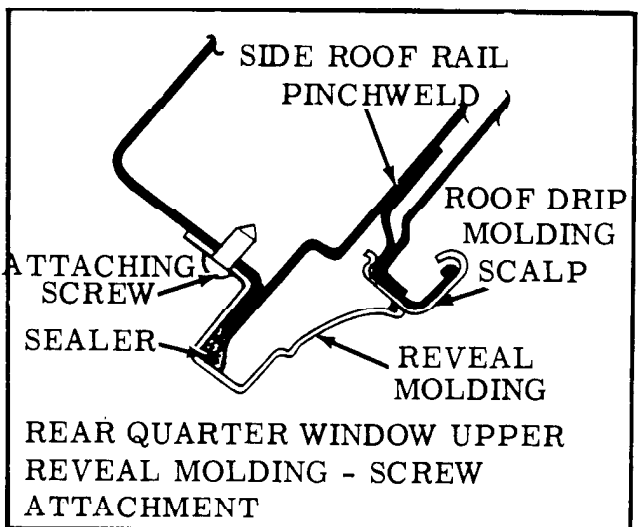 SIDE ROOF RAIL
PINCHWELD
ROOF DRIP
MOLDING
SCALP
ATTACHING
SCREW
SEALER
REVEAL
MOLDING
REAR QUARTER WINDOW UPPER
REVEAL MOLDING - SCREW
ATTACHMENT